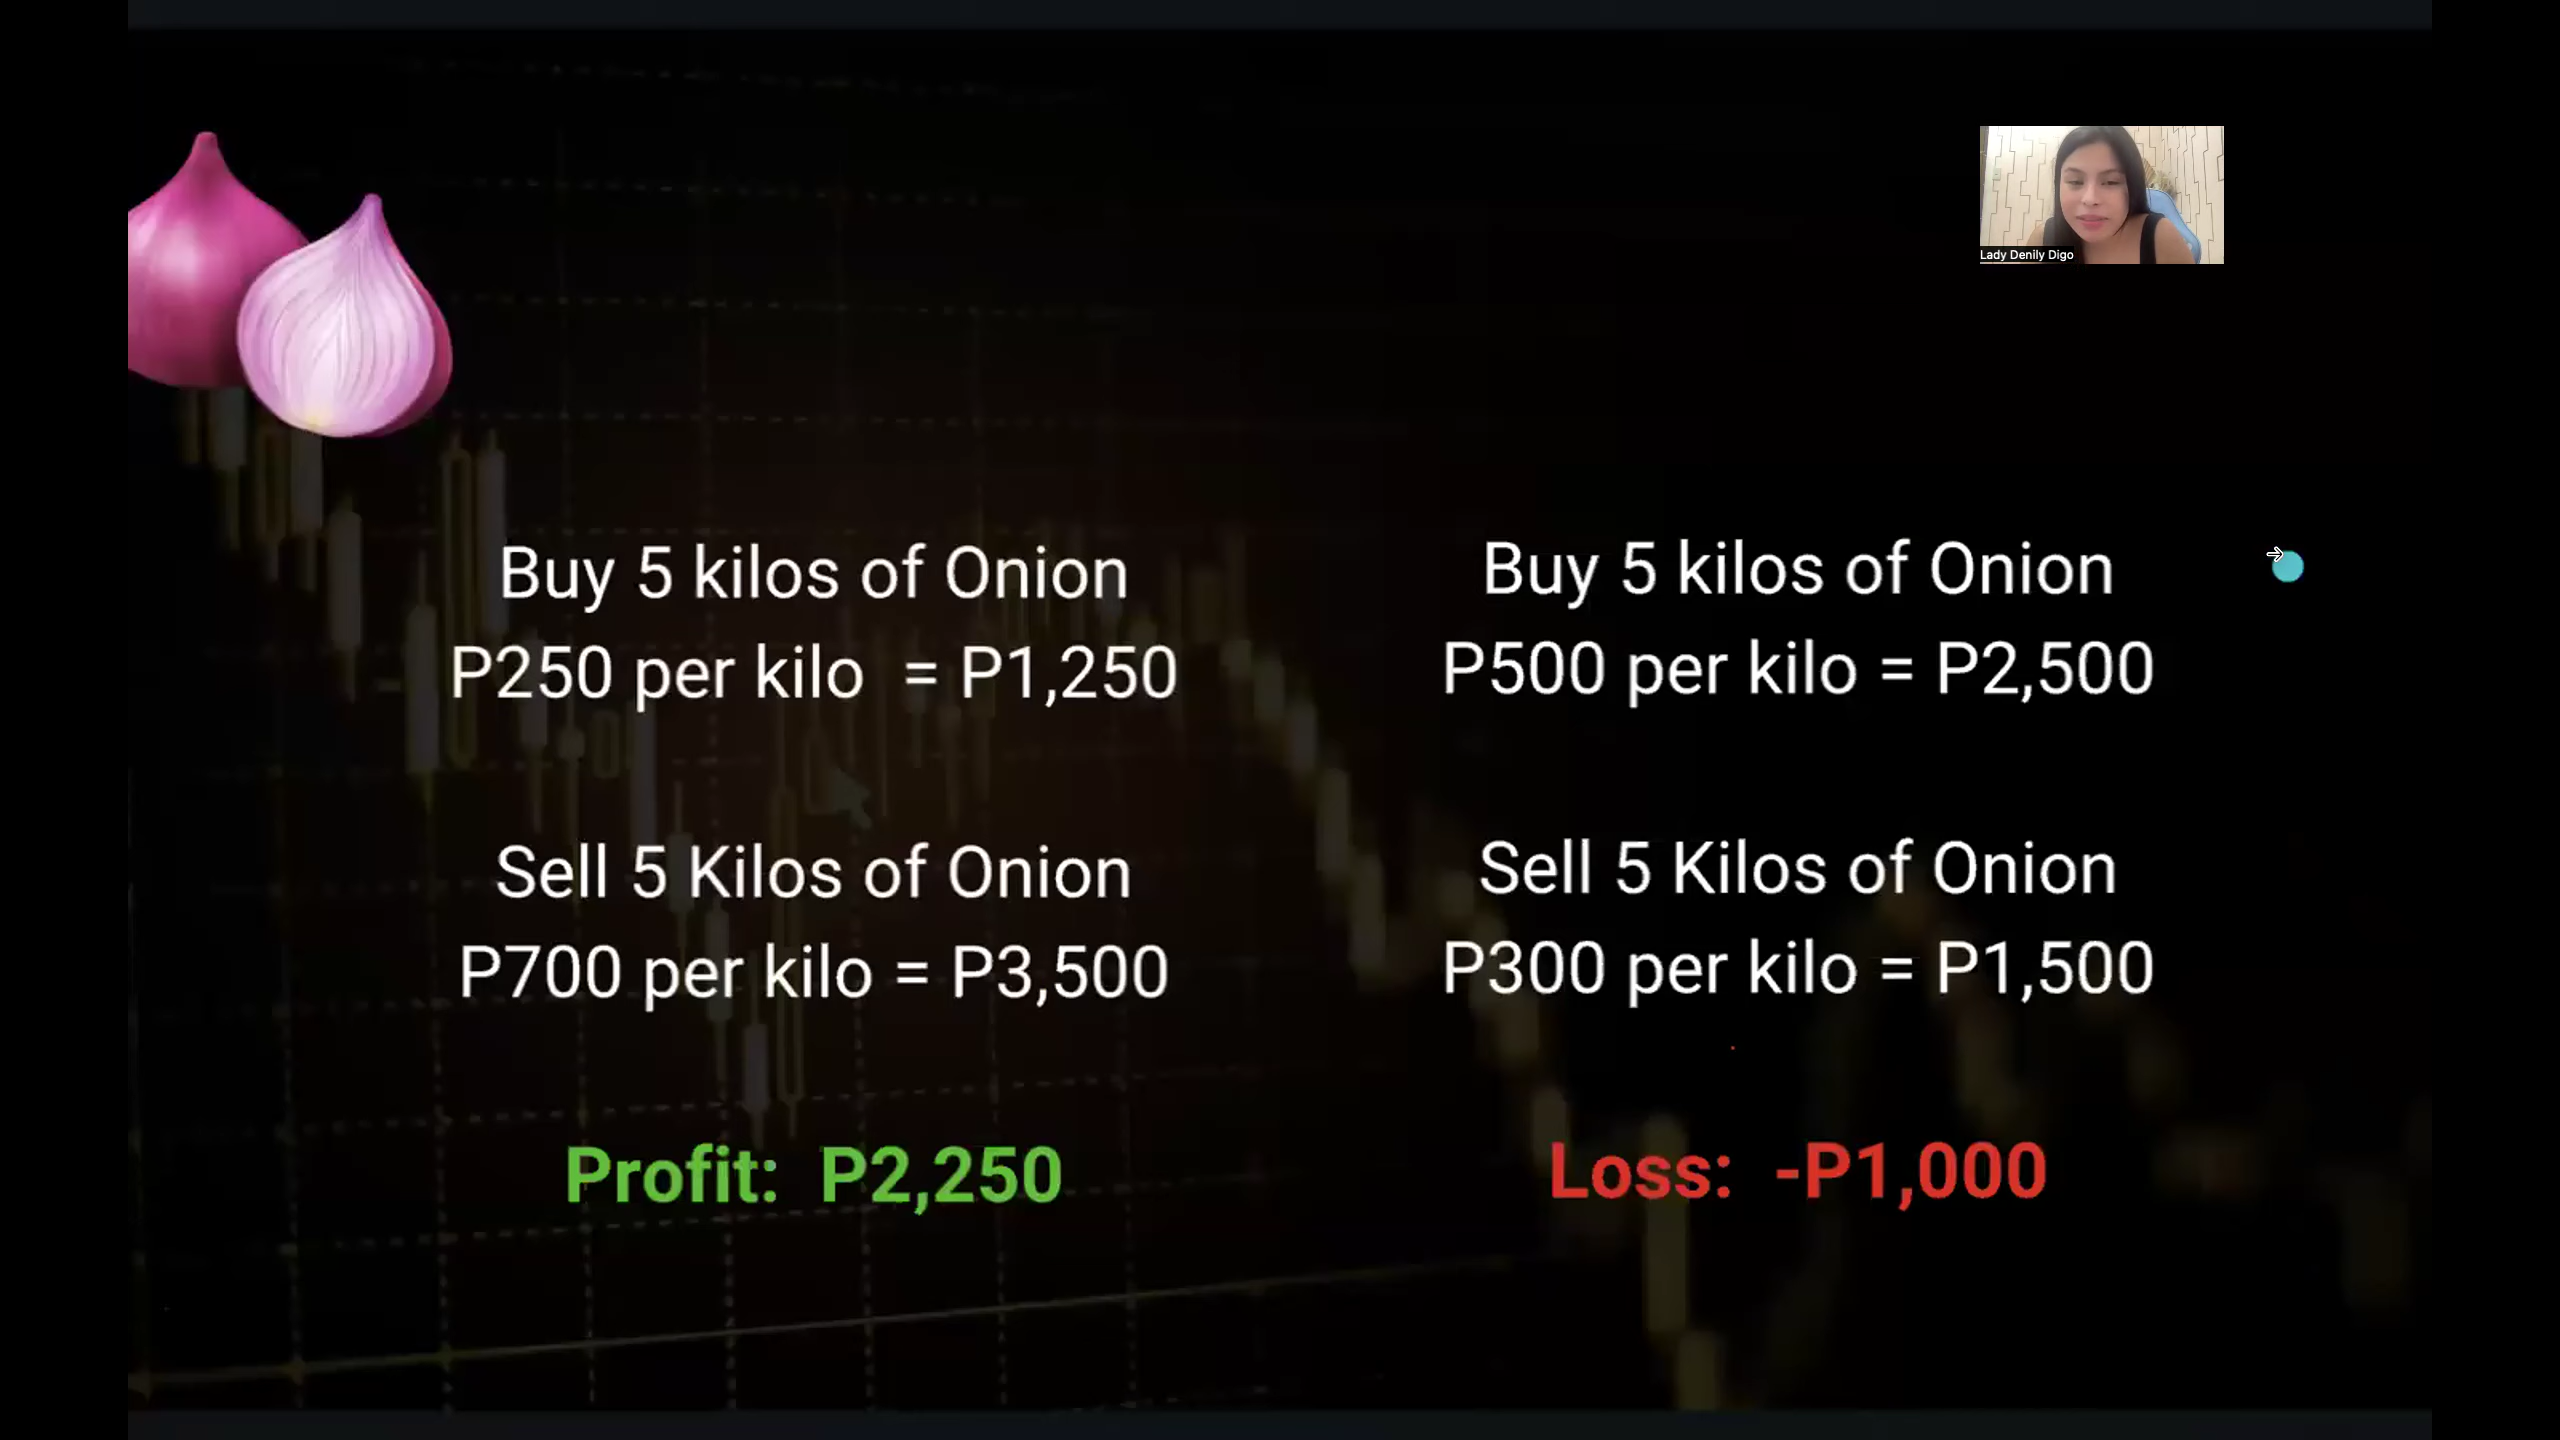 Lady Denily Digo
Buy 5 kilos of Onion
P250 per kilo = P1,250
Sell 5 Kilos of Onion
P700 per kilo = P3,500
Profit: P2,250
Buy 5 kilos of Onion
P500 per kilo = P2,500
Sell 5 Kilos of Onion
P300 per kilo = P1,500
Loss: -P1,000